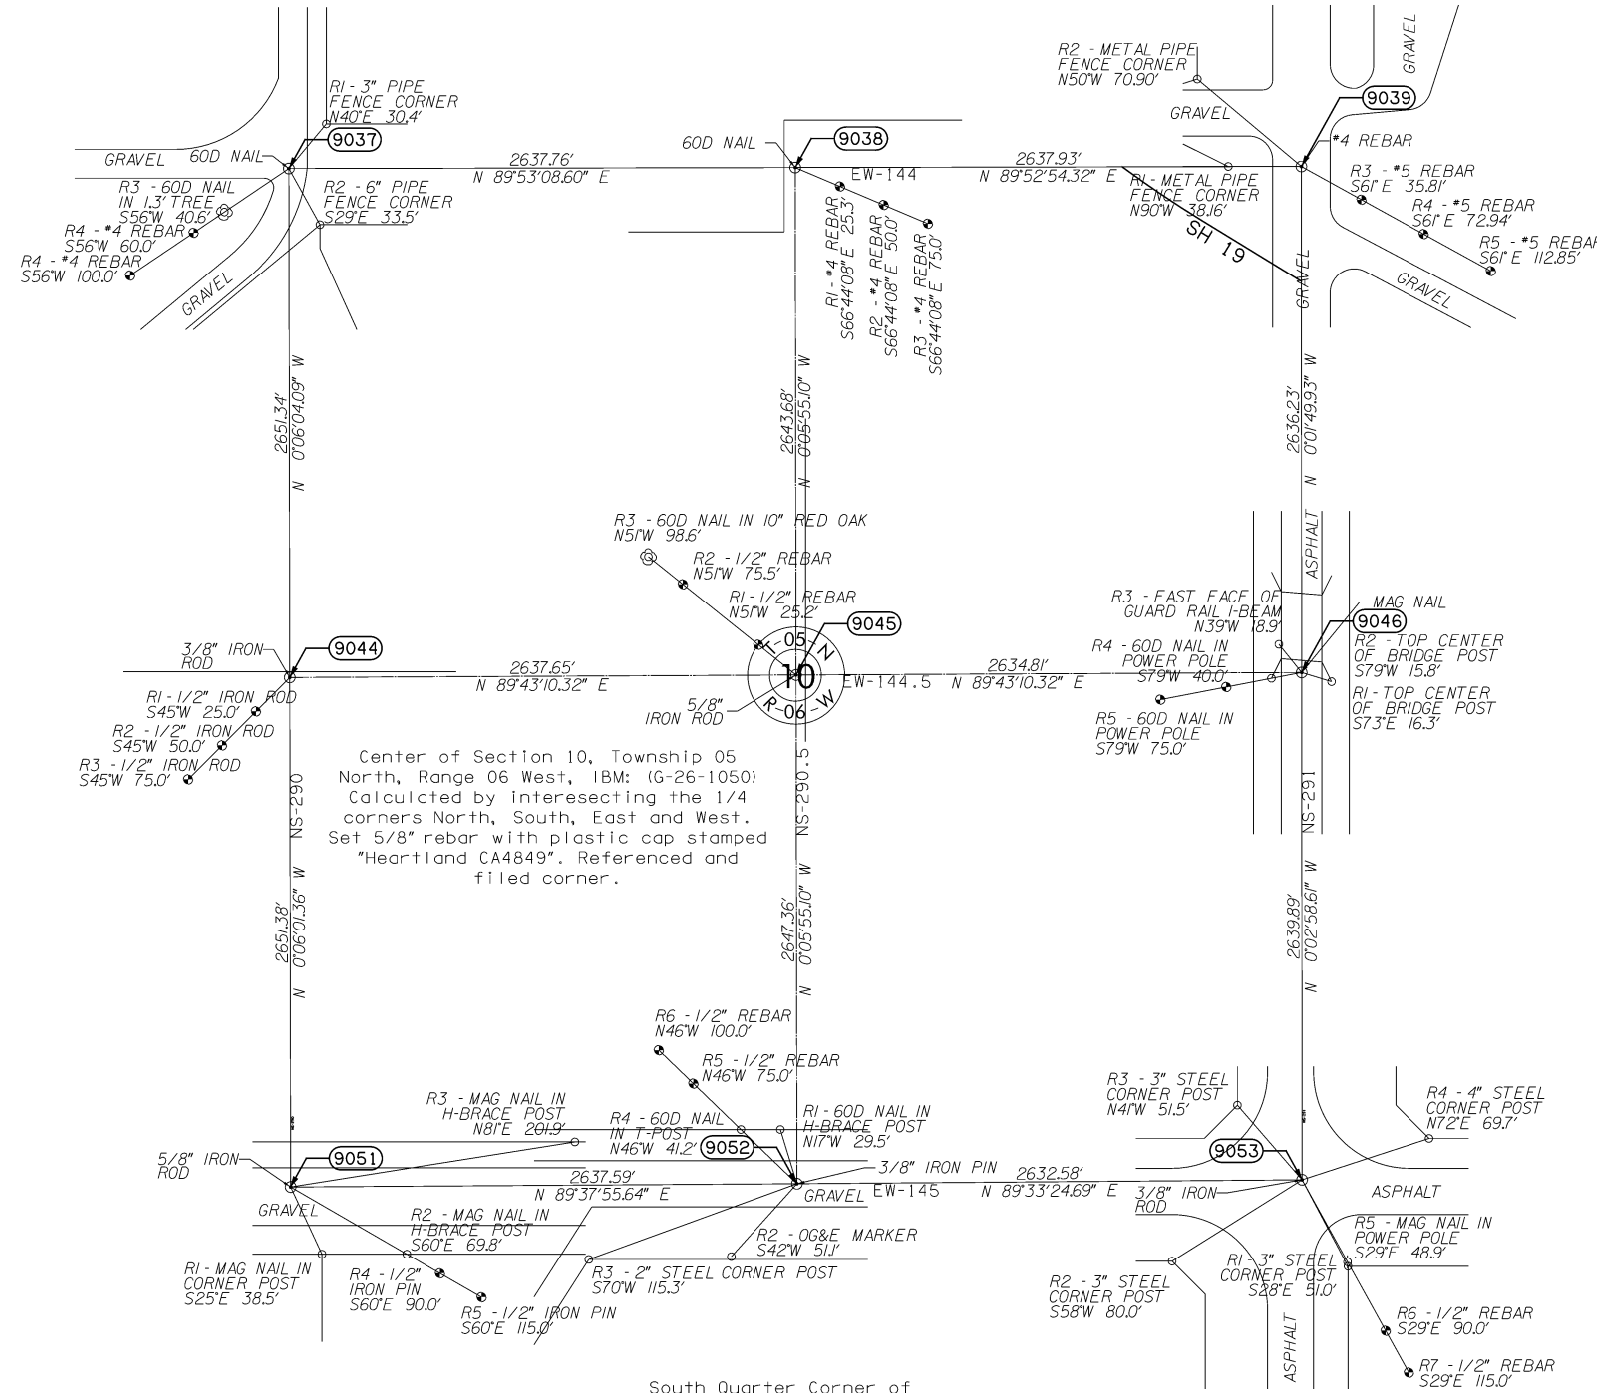 R1 - 3" PIPE
FENCE CORNER
N40°E 30.4'
9037
GRAVEL
60D NAIL
R3 - 60D NAIL
IN 1.3' TREE
S56°W 40.6'
R4 - #4 REBAR
S56°W 60.0'
R4 - #4 REBAR
S56°W 100.0'
R2 - 6" PIPE
FENCE CORNER
S29°E 33.5'
GRAVEL
2637.76'
N 89°53'08.60" E
60D NAIL
9038
EW-144
R1 - #4 REBAR
S66°44'08" E 25.3'
R2 - #4 REBAR
S66°44'08" E 50.0'
R3 - #4 REBAR
S66°44'08" E 75.0'
2637.93'
N 89°52'54.32" E
R2 - METAL PIPE
FENCE CORNER
N50°W 70.90'
GRAVEL
GRAVEL
9039
#4 REBAR
R1 - METAL PIPE
FENCE CORNER
N90°W 38.16'
SH 19
GRAVEL
R3 - #5 REBAR
S61°E 35.81'
R4 - #5 REBAR
S61°E 72.94'
R5 - #5 REBAR
S61°E 112.85'
GRAVEL
2651.34'
N 0°06'04.09" W
2643.68'
N 0°05'55.10" W
2636.23'
N 0°01'49.93" W
R3 - 60D NAIL IN 10" RED OAK
N51°W 98.6'
R2 - 1/2" REBAR
N51°W 75.5'
R1 - 1/2" REBAR
N51°W 25.2'
9045
T-05-N
10
R-06-W
5/8"
IRON ROD
3/8" IRON
ROD
9044
R1 - 1/2" IRON ROD
S45°W 25.0'
R2 - 1/2" IRON ROD
S45°W 50.0'
R3 - 1/2" IRON ROD
S45°W 75.0'
2637.65'
N 89°43'10.32" E
EW-144.5
2634.81'
N 89°43'10.32" E
ASPHALT
R3 - EAST FACE OF
GUARD RAIL I-BEAM
N39°W 18.9'
R4 - 60D NAIL IN
POWER POLE
S79°W 40.0'
R5 - 60D NAIL IN
POWER POLE
S79°W 75.0'
MAG NAIL
9046
R2 - TOP CENTER
OF BRIDGE POST
S79°W 15.8'
R1 - TOP CENTER
OF BRIDGE POST
S73°E 16.3'
Center of Section 10, Township 05
North, Range 06 West, IBM: (G-26-1050)
Calculcted by interesecting the 1/4
corners North, South, East and West.
Set 5/8" rebar with plastic cap stamped
"Heartland CA4849". Referenced and
filed corner.
NS-290
NS-290.5
NS-291
2651.38'
N 0°06'01.36" W
2647.36'
N 0°05'55.10" W
2639.89'
N 0°02'58.61" W
R6 - 1/2" REBAR
N46°W 100.0'
R5 - 1/2" REBAR
N46°W 75.0'
R3 - MAG NAIL IN
H-BRACE POST
N81°E 201.9'
R4 - 60D NAIL
IN T-POST
N46°W 41.2'
R1 - 60D NAIL IN
H-BRACE POST
N17°W 29.5'
5/8" IRON
ROD
9051
9052
3/8" IRON PIN
2637.59'
N 89°37'55.64" E
GRAVEL
GRAVEL
EW-145
2632.58'
N 89°33'24.69" E
R2 - MAG NAIL IN
H-BRACE POST
S60°E 69.8'
R1 - MAG NAIL IN
CORNER POST
S25°E 38.5'
R4 - 1/2"
IRON PIN
S60°E 90.0'
R5 - 1/2" IRON PIN
S60°E 115.0'
R2 - OG&E MARKER
S42°W 51.1'
R3 - 2" STEEL CORNER POST
S70°W 115.3'
R3 - 3" STEEL
CORNER POST
N41°W 51.5'
R4 - 4" STEEL
CORNER POST
N72°E 69.7'
9053
3/8" IRON
ROD
ASPHALT
R5 - MAG NAIL IN
POWER POLE
S29°E 48.9'
R1 - 3" STEEL
CORNER POST
S28°E 51.0'
R2 - 3" STEEL
CORNER POST
S58°W 80.0'
ASPHALT
R6 - 1/2" REBAR
S29°E 90.0'
R7 - 1/2" REBAR
S29°E 115.0'
South Quarter Corner of